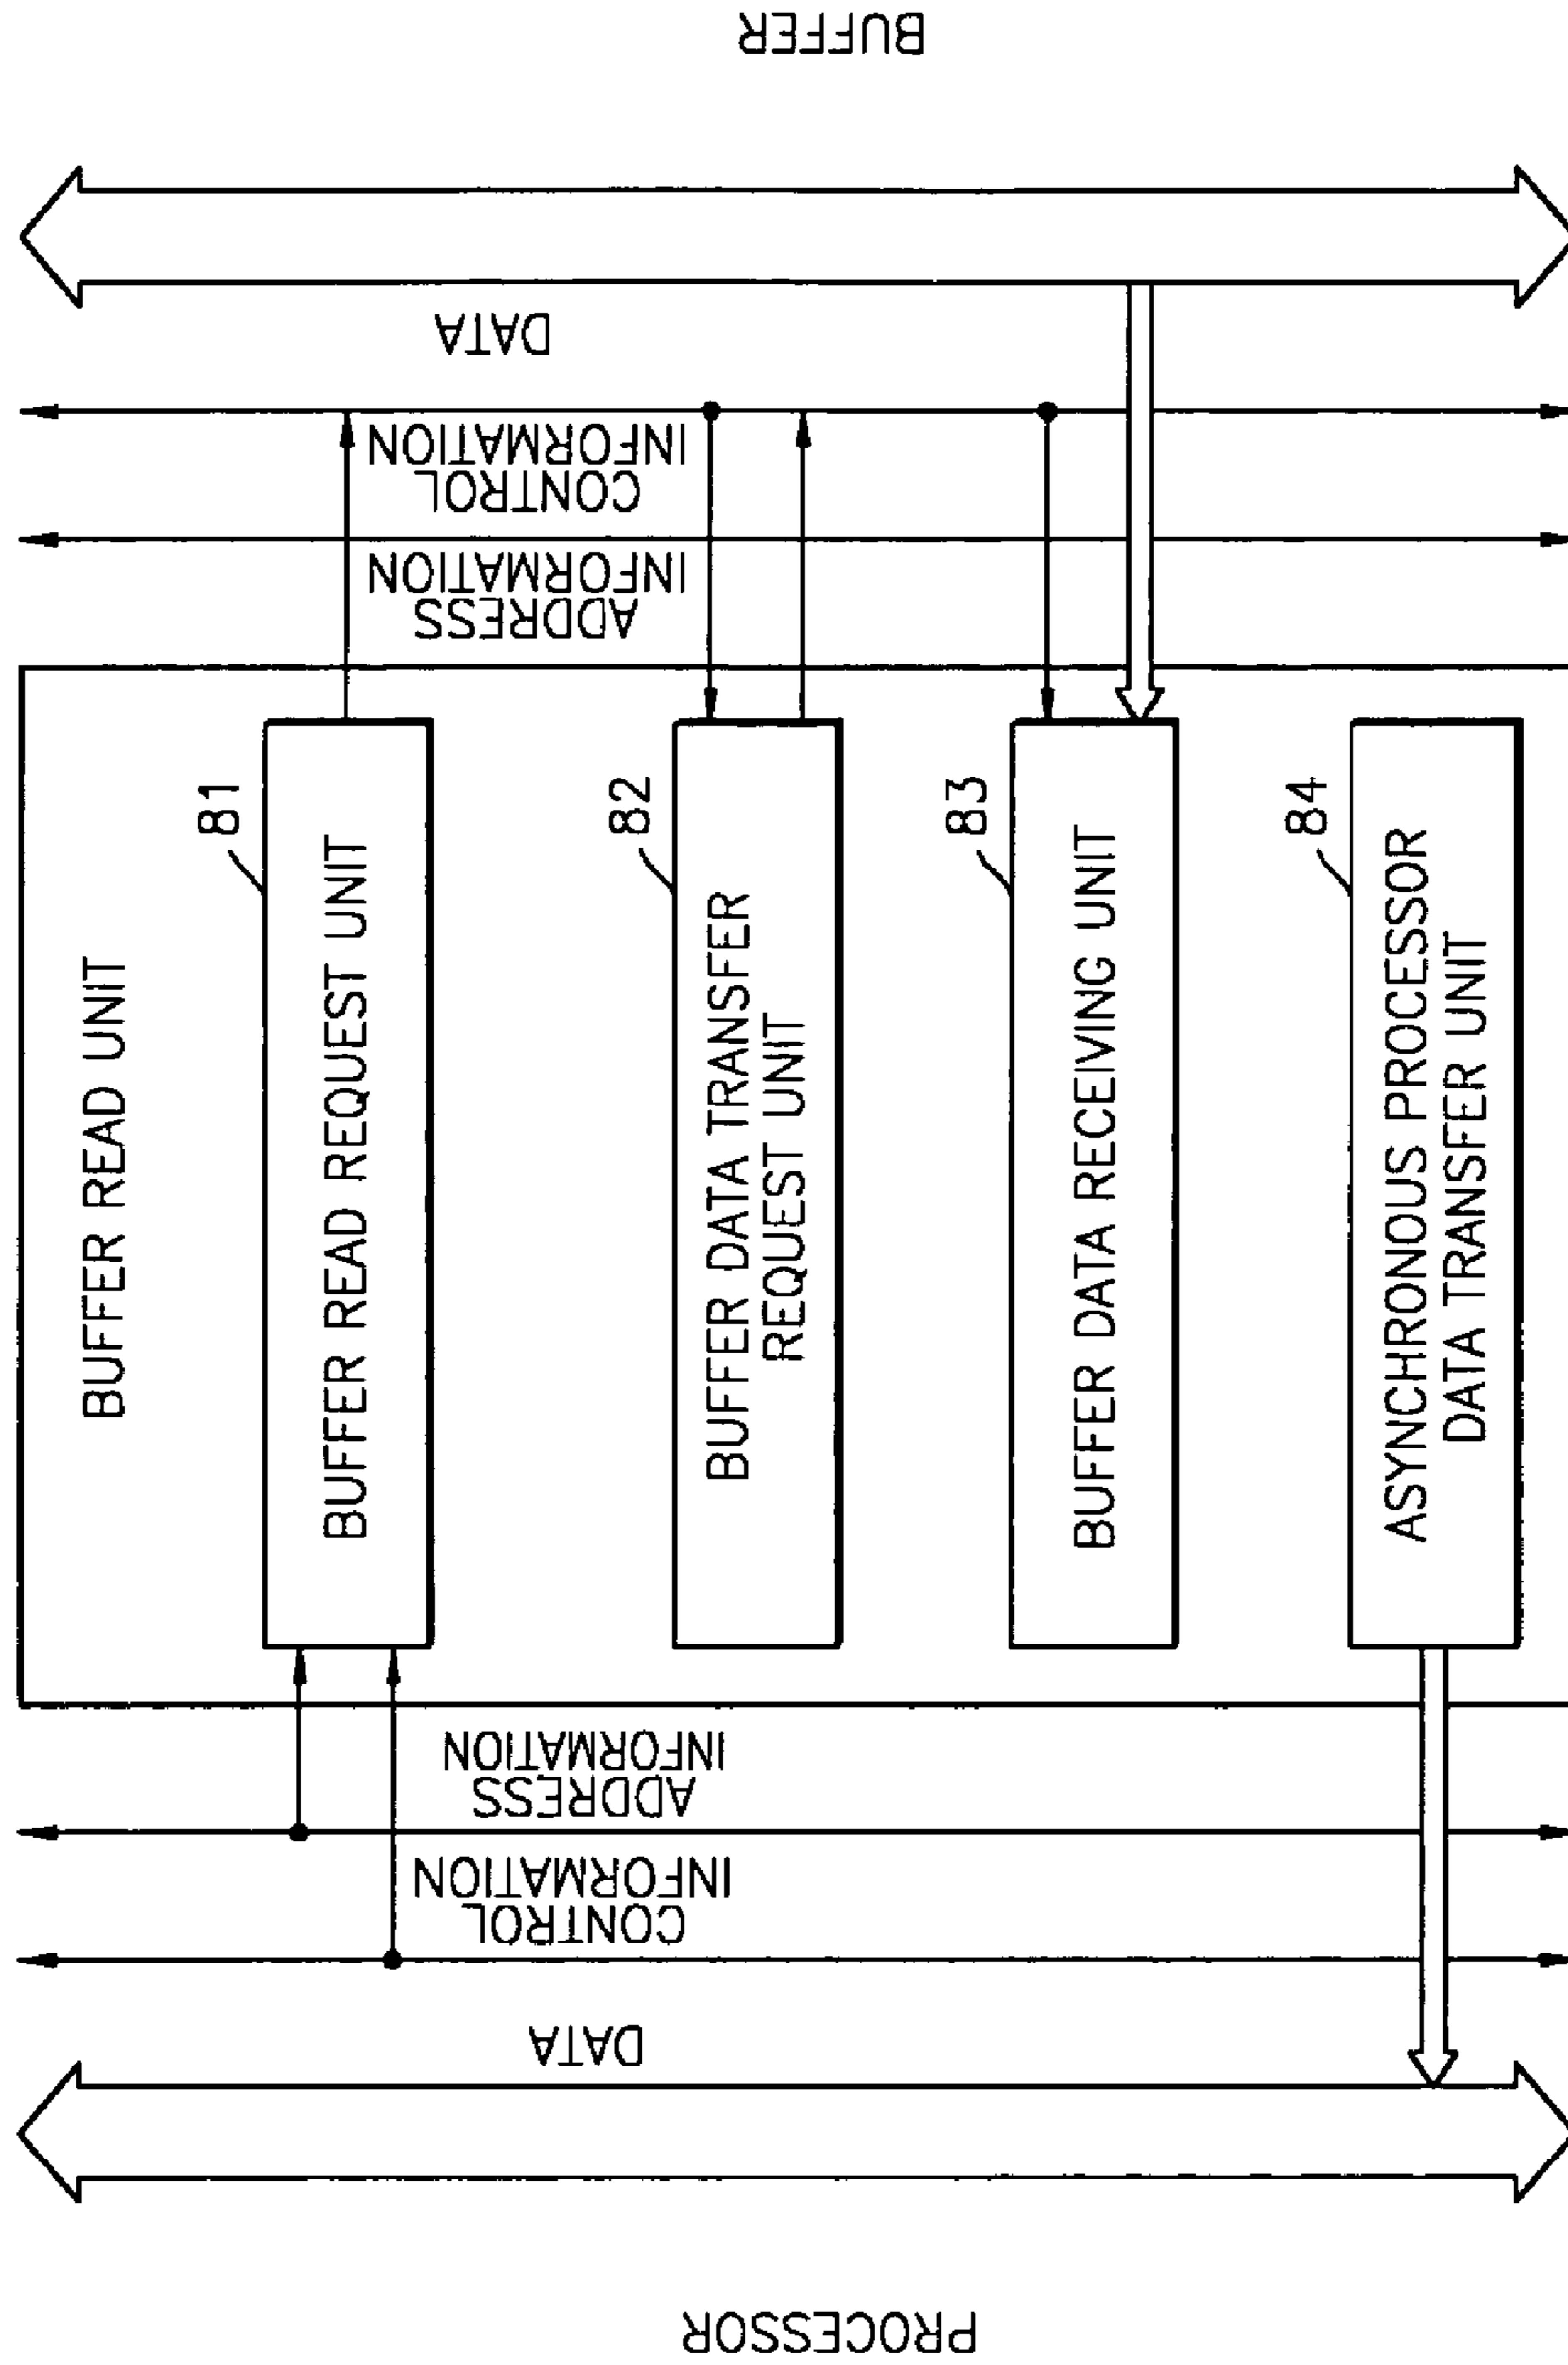 BUFFER READ UNIT
81
BUFFER READ REQUEST UNIT
82
BUFFER DATA TRANSFER
REQUEST UNIT
83
BUFFER DATA RECEIVING UNIT
84
ASYNCHRONOUS PROCESSOR
DATA TRANSFER UNIT
PROCESSOR
DATA
CONTROL
INFORMATION
ADDRESS
INFORMATION
ADDRESS
INFORMATION
CONTROL
INFORMATION
DATA
BUFFER